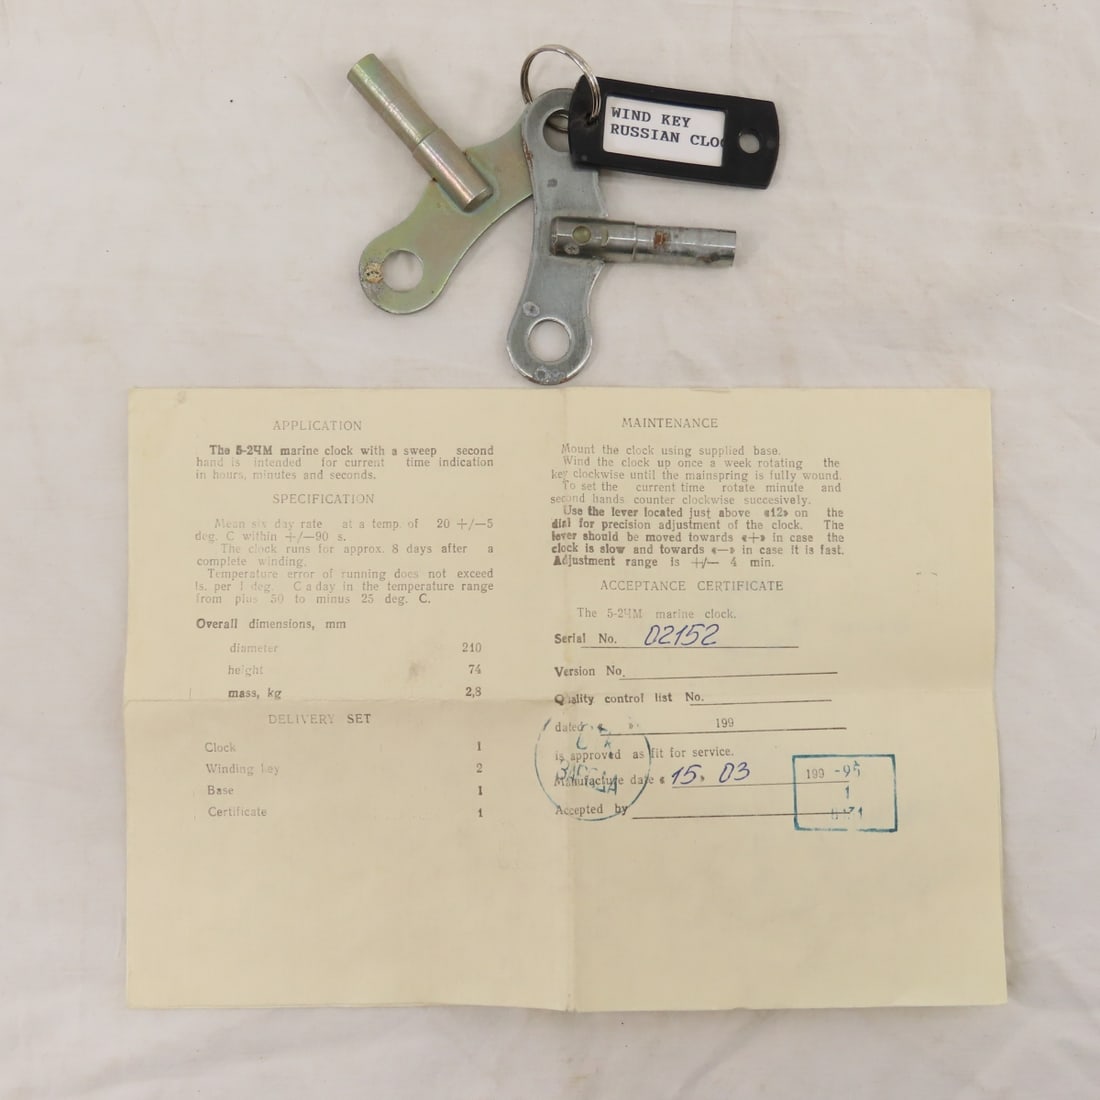 WIND KEY
RUSSIAN CLO
APPLICATION
The 5-2ЧМ marine clock with a sweep second
hand is intended for current time indication
in hours, minutes and seconds.
SPECIFICATION
Mean six day rate at a temp. of 20 +/—5
deg. C within +/—90 s.
The clock runs for approx. 8 days after a
complete winding.
Temperature error of running does not exceed
ls. per 1 deg. C a day in the temperature range
from plus 50 to minus 25 deg. C.
Overall dimensions, mm
diameter 210
height 74
mass, kg 2,8
DELIVERY SET
Clock 1
Winding key 2
Base 1
Certificate 1
MAINTENANCE
Mount the clock using supplied base.
Wind the clock up once a week rotating the
key clockwise until the mainspring is fully wound.
To set the current time rotate minute and
second hands counter clockwise succesively.
Use the lever located just above «12» on the
dial for precision adjustment of the clock. The
lever should be moved towards «+» in case the
clock is slow and towards «—» in case it is fast.
Adjustment range is +/— 4 min.
ACCEPTANCE CERTIFICATE
The 5-2ЧМ marine clock.
Serial No. 02152
Version No.
Quality control list No.
dated « » 199
is approved as fit for service.
Manufacture date «15» 03 199 -95
1
Accepted by